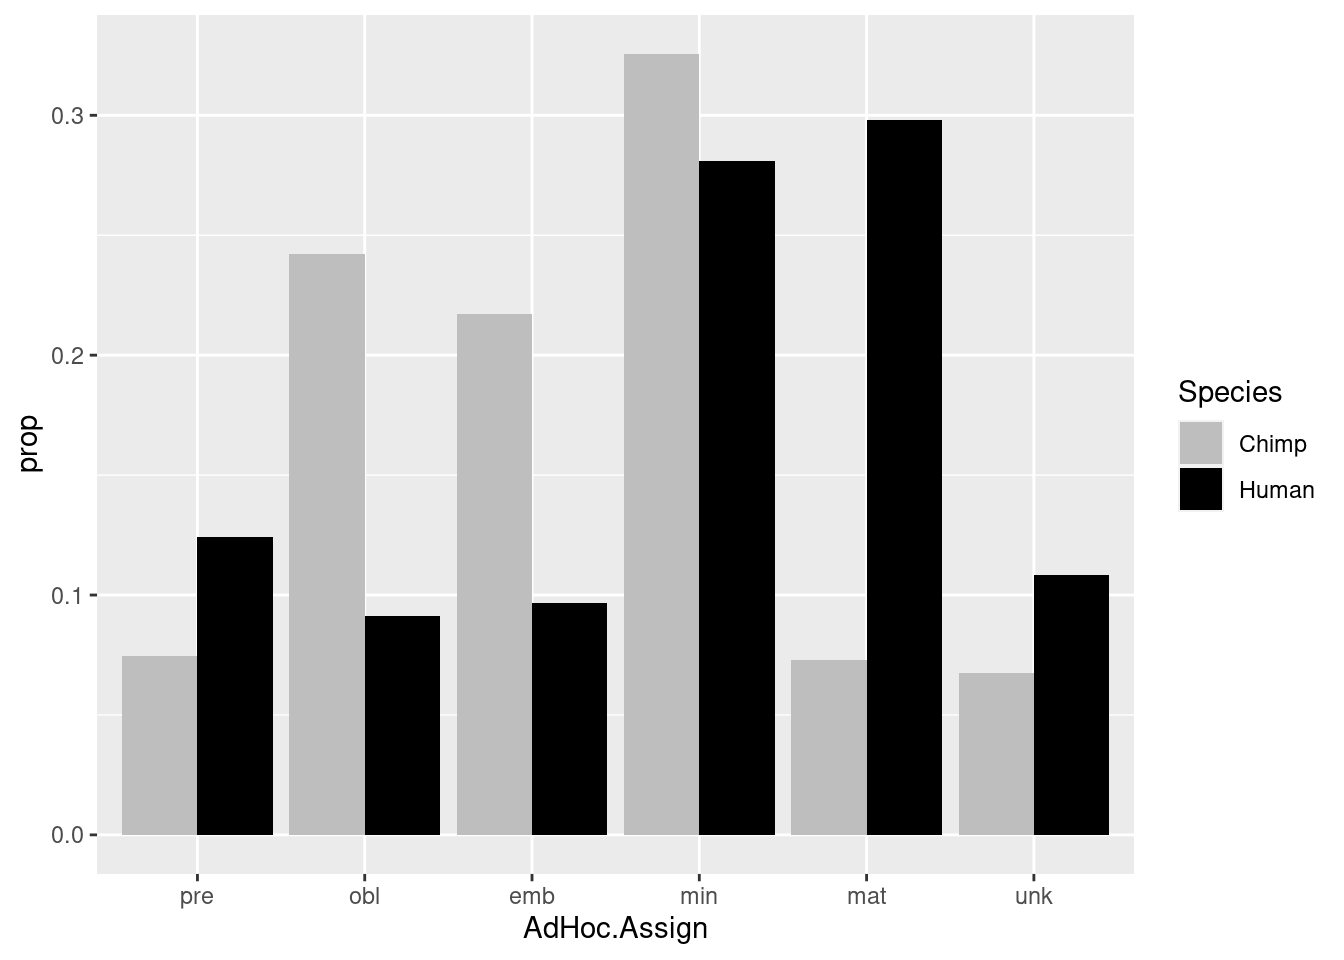 prop
0.3
0.2
0.1
0.0
pre obl emb min mat unk
AdHoc.Assign
Species
Chimp
Human